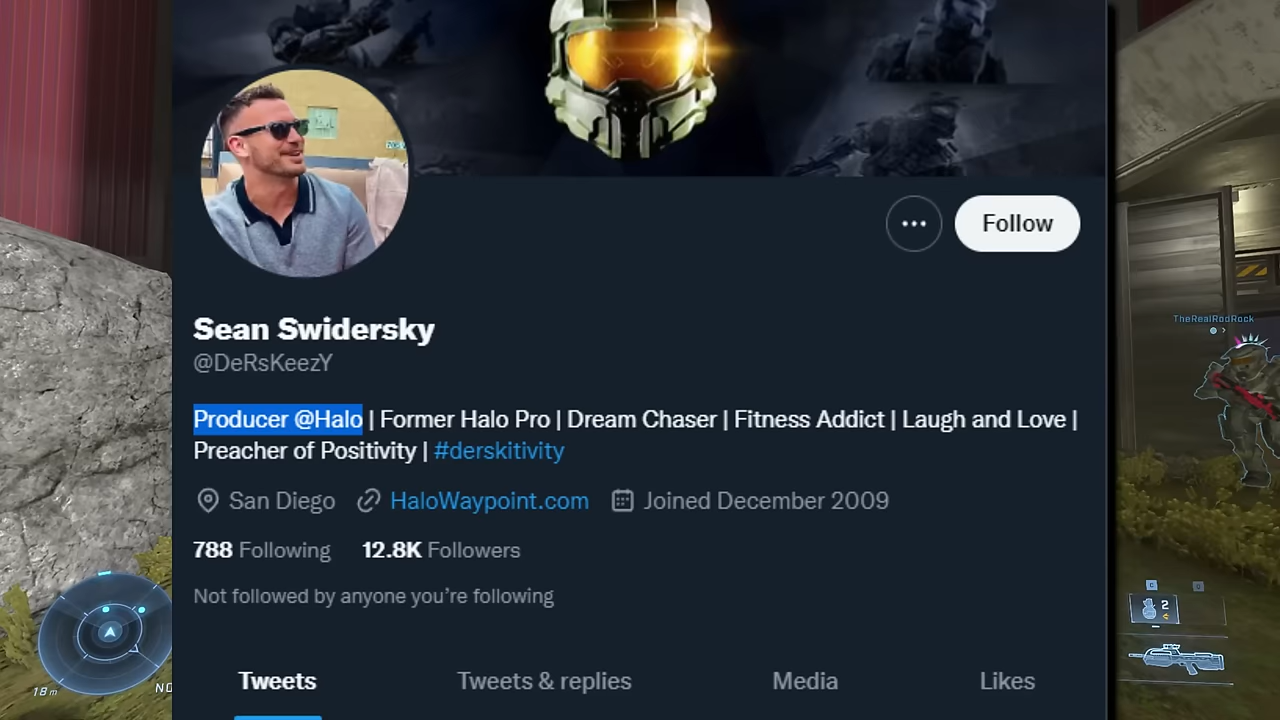 Follow
Sean Swidersky
@DeRsKeezY
TheRealRodRock
Producer @Halo | Former Halo Pro | Dream Chaser | Fitness Addict | Laugh and Love |
Preacher of Positivity | #derskitivity
San Diego HaloWaypoint.com Joined December 2009
788 Following 12.8K Followers
Not followed by anyone you're following
2
18m
Tweets Tweets & replies Media Likes